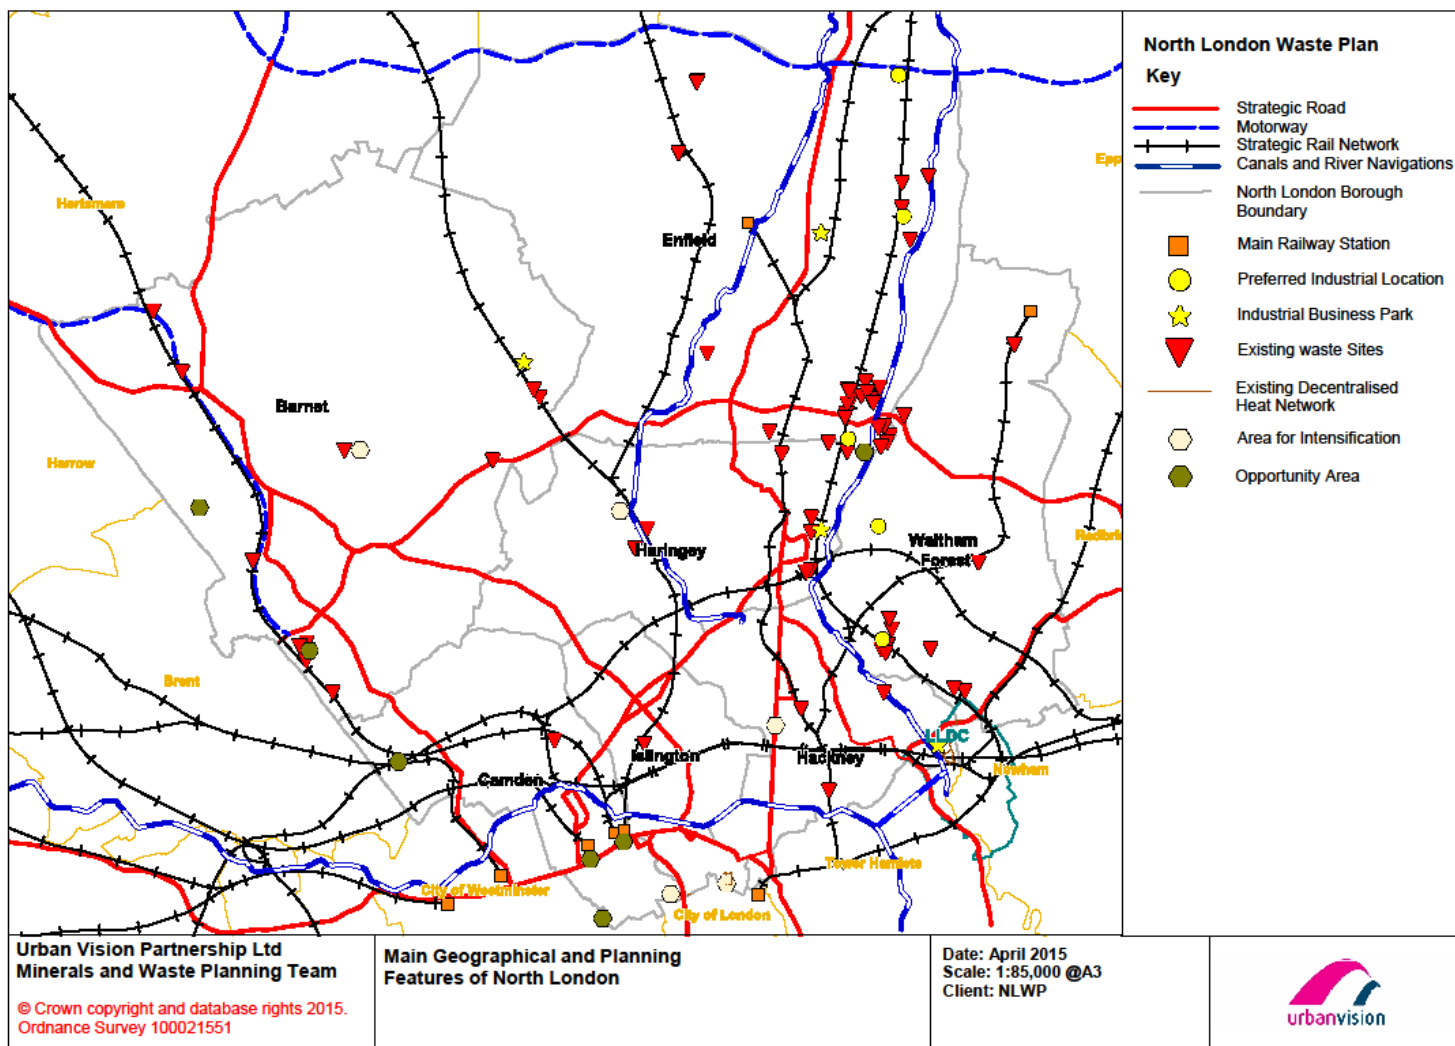 North London Waste Plan
Key
Strategic Road
Motorway
Strategic Rail Network
Canals and River Navigations
North London Borough
Boundary
Main Railway Station
Preferred Industrial Location
Industrial Business Park
Existing waste Sites
Existing Decentralised
Heat Network
Area for Intensification
Opportunity Area
Epp
Hertsmere
Enfield
Barnet
Harrow
Haringey
Waltham
Forest
Redbri
Brent
LLDC
Islington
Hackney
Newham
Camden
Tower Hamlets
City of Westminster
City of London
Urban Vision Partnership Ltd
Minerals and Waste Planning Team
© Crown copyright and database rights 2015.
Ordnance Survey 100021551
Main Geographical and Planning
Features of North London
Date: April 2015
Scale: 1:85,000 @A3
Client: NLWP
urbanvision